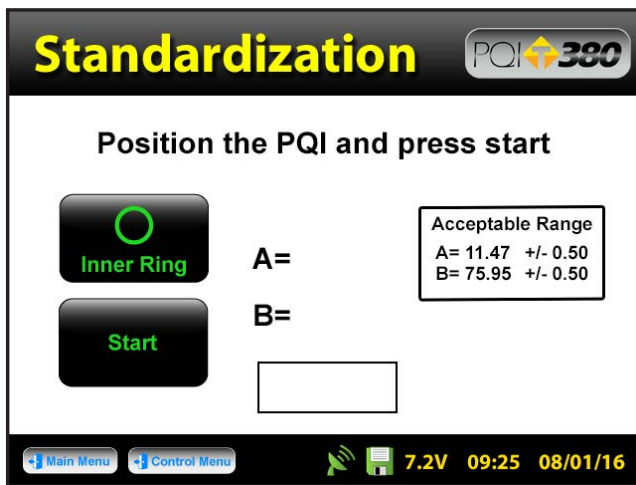 Standardization
PQI T 380
Position the PQI and press start
Inner Ring
Start
A=
B=
Acceptable Range
A= 11.47 +/- 0.50
B= 75.95 +/- 0.50
Main Menu
Control Menu
7.2V 09:25 08/01/16